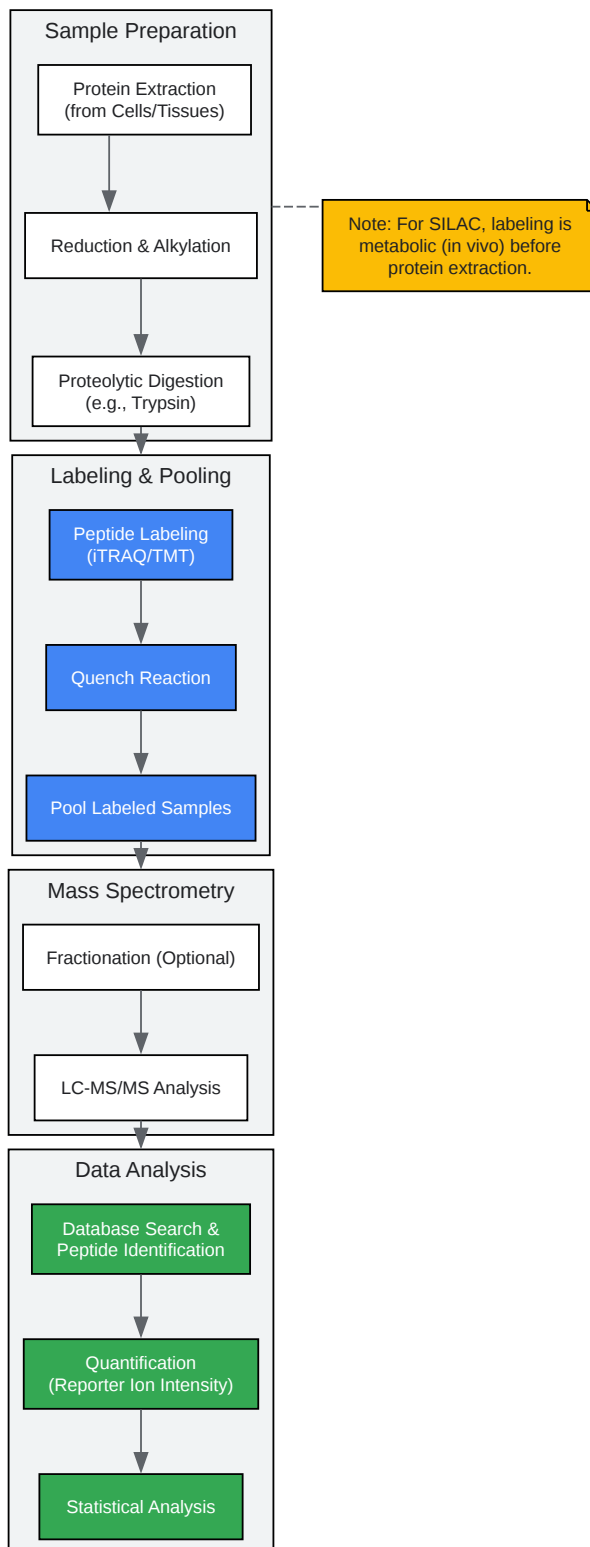 Sample Preparation
Protein Extraction
(from Cells/Tissues)
Note: For SILAC, labeling is
metabolic (in vivo) before
protein extraction.
Reduction & Alkylation
Proteolytic Digestion
(e.g., Trypsin)
Labeling & Pooling
Peptide Labeling
(iTRAQ/TMT)
Quench Reaction
Pool Labeled Samples
Mass Spectrometry
Fractionation (Optional)
LC-MS/MS Analysis
Data Analysis
Database Search &
Peptide Identification
Quantification
(Reporter Ion Intensity)
Statistical Analysis